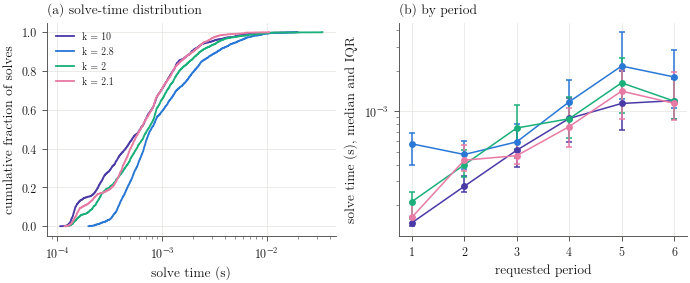 (a) solve-time distribution
cumulative fraction of solves
1.0
0.8
0.6
0.4
0.2
0.0
k = 10
k = 2.8
k = 2
k = 2.1
10⁻⁴
10⁻³
10⁻²
solve time (s)
(b) by period
solve time (s), median and IQR
10⁻³
1
2
3
4
5
6
requested period